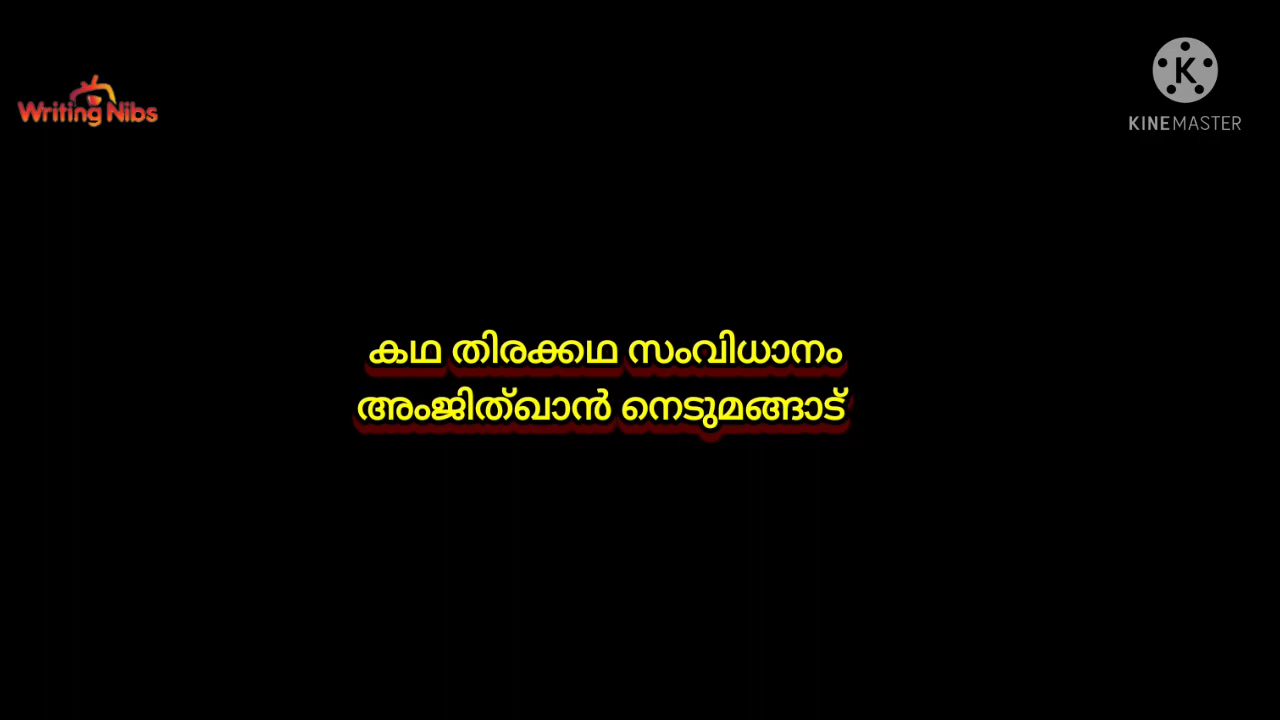 Writing Nibs
K
KINEMASTER
കഥ തിരക്കഥ സംവിധാനം
അംജിത്ഖാൻ നെടുമങ്ങാട്